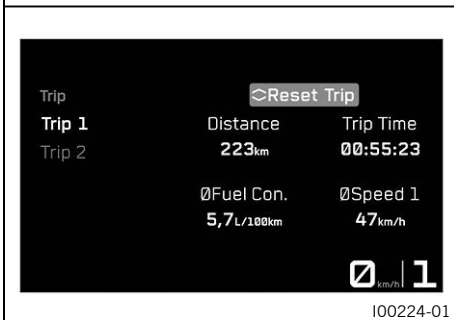 Trip
Reset Trip
Trip 1
Distance
Trip Time
Trip 2
223km
00:55:23
ØFuel Con.
ØSpeed 1
5,7L/100km
47km/h
0 km/h 1
I00224-01